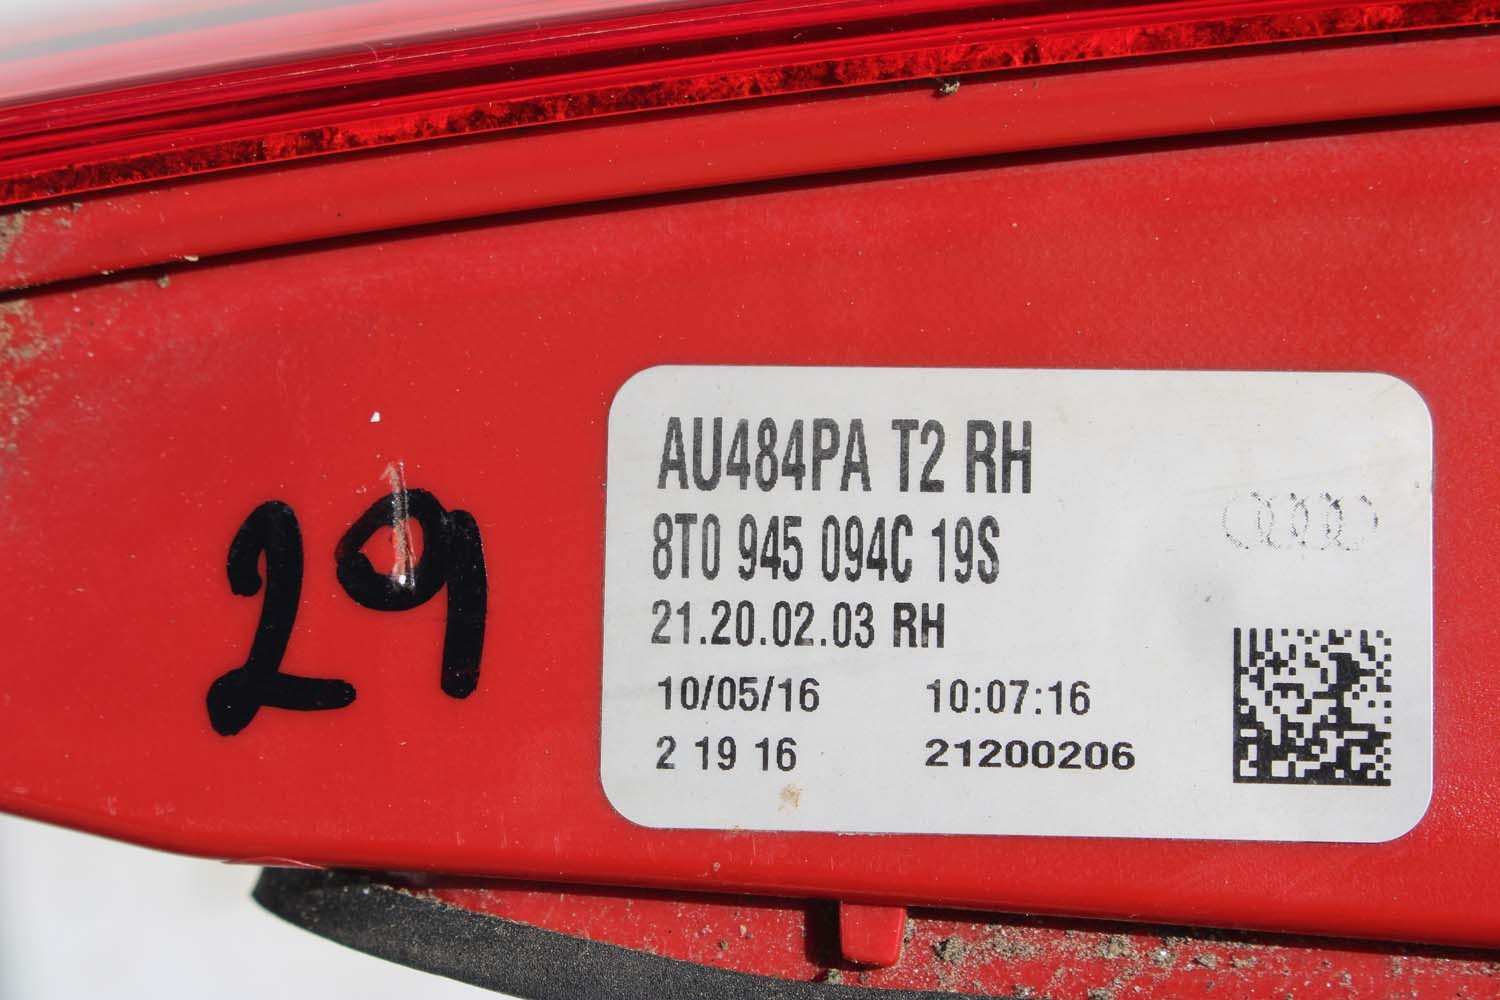 29
AU484PA T2 RH
8T0 945 094C 19S
21.20.02.03 RH
10/05/16 10:07:16
2 19 16 21200206